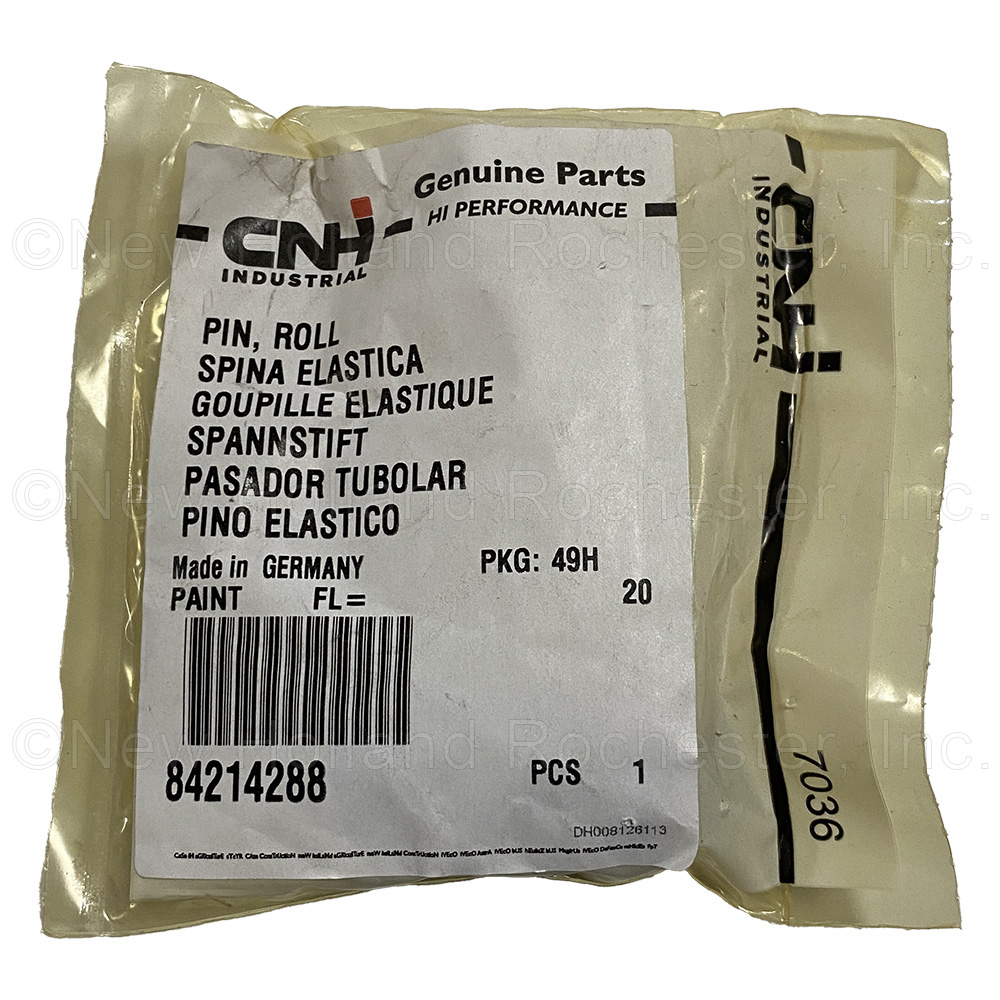 Genuine Parts
HI PERFORMANCE
CNH
INDUSTRIAL
PIN, ROLL
SPINA ELASTICA
GOUPILLE ELASTIQUE
SPANNSTIFT
PASADOR TUBOLAR
PINO ELASTICO
Made in GERMANY PKG: 49H
PAINT FL= 20
84214288 PCS 1
DH008126113
CNH
INDUSTRIAL
7036
©New Holland Rochester, Inc.
©New Holland Rochester, Inc.
©New Holland Rochester, Inc.